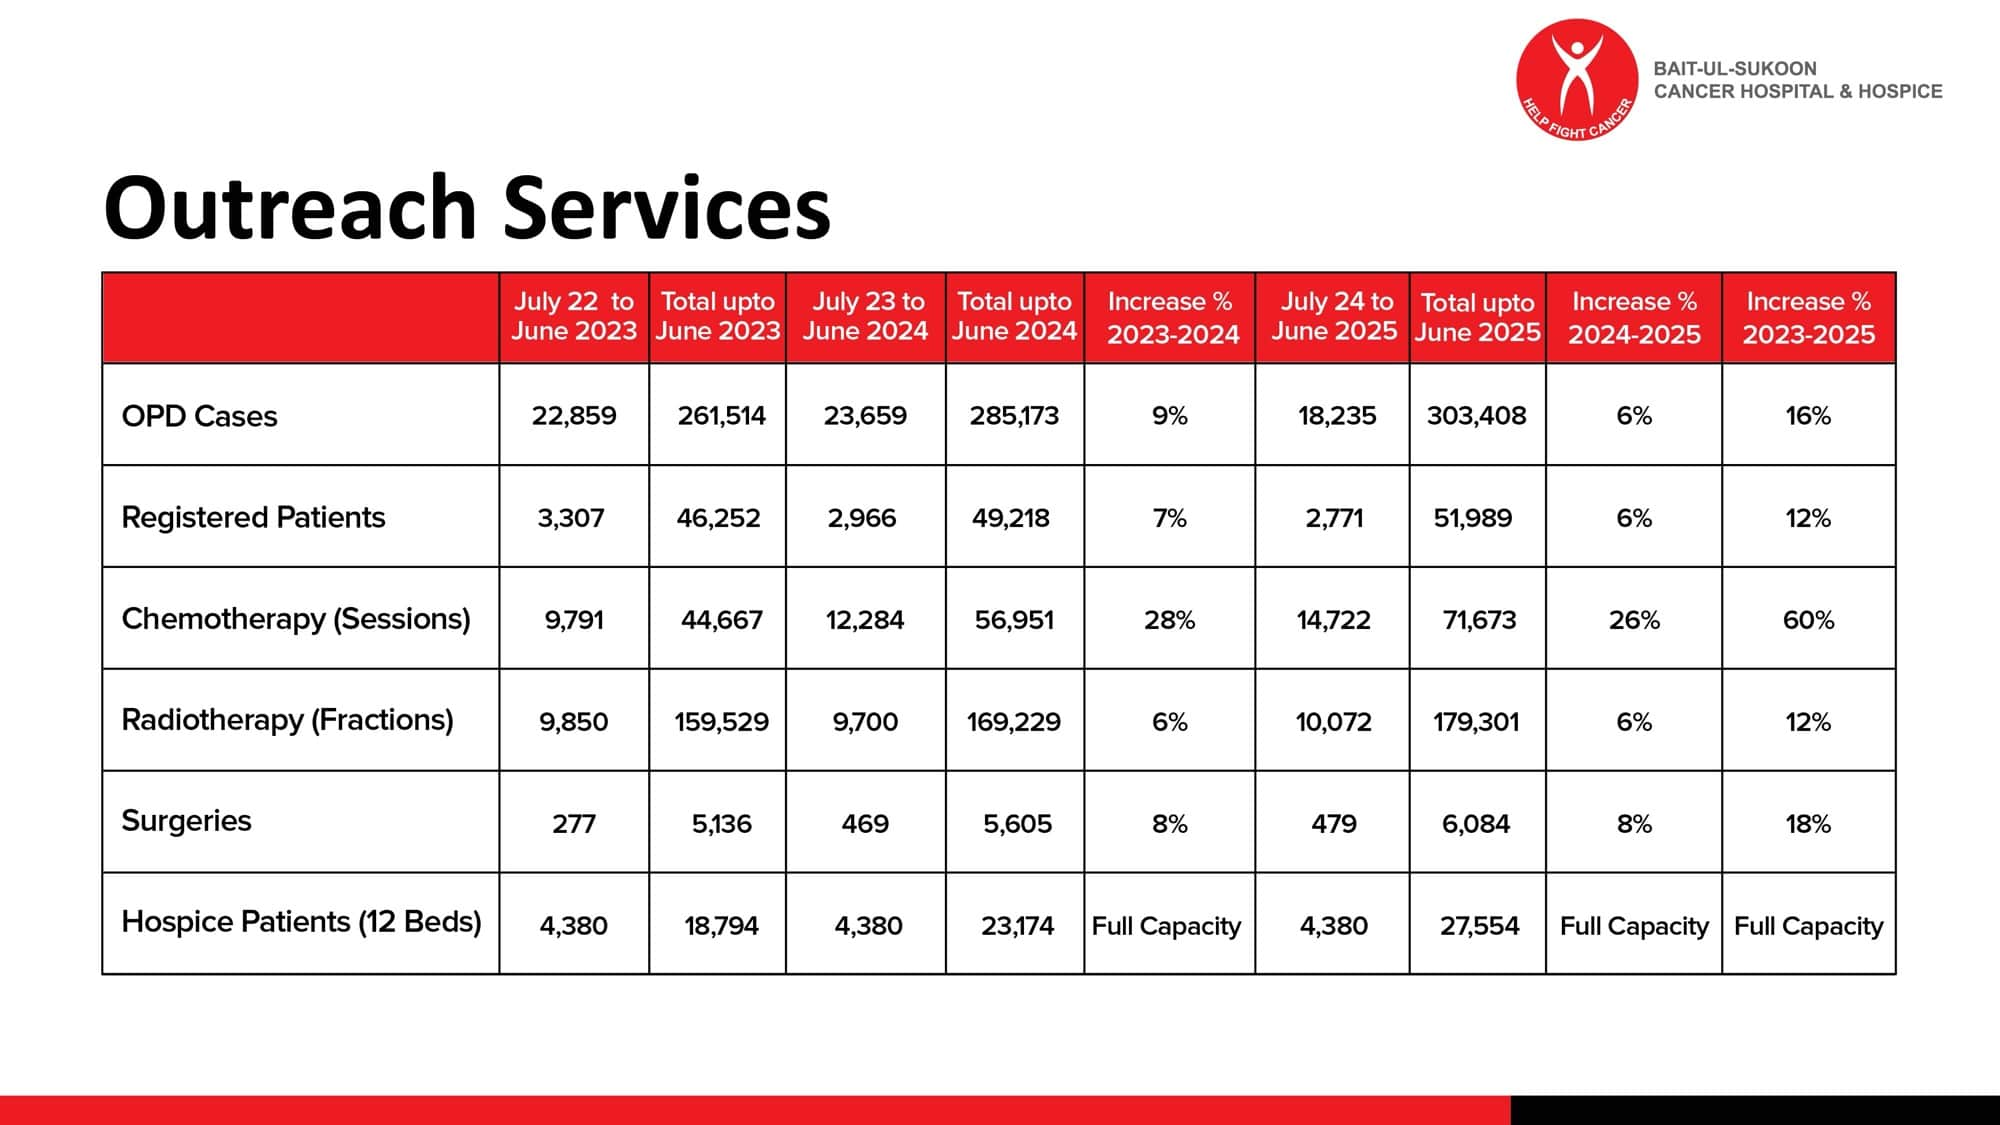 HELP FIGHT CANCER
BAIT-UL-SUKOON
CANCER HOSPITAL & HOSPICE
Outreach Services
July 22 to June 2023 Total upto June 2023 July 23 to June 2024 Total upto June 2024 Increase % 2023-2024 July 24 to June 2025 Total upto June 2025 Increase % 2024-2025 Increase % 2023-2025
OPD Cases 22,859 261,514 23,659 285,173 9% 18,235 303,408 6% 16%
Registered Patients 3,307 46,252 2,966 49,218 7% 2,771 51,989 6% 12%
Chemotherapy (Sessions) 9,791 44,667 12,284 56,951 28% 14,722 71,673 26% 60%
Radiotherapy (Fractions) 9,850 159,529 9,700 169,229 6% 10,072 179,301 6% 12%
Surgeries 277 5,136 469 5,605 8% 479 6,084 8% 18%
Hospice Patients (12 Beds) 4,380 18,794 4,380 23,174 Full Capacity 4,380 27,554 Full Capacity Full Capacity